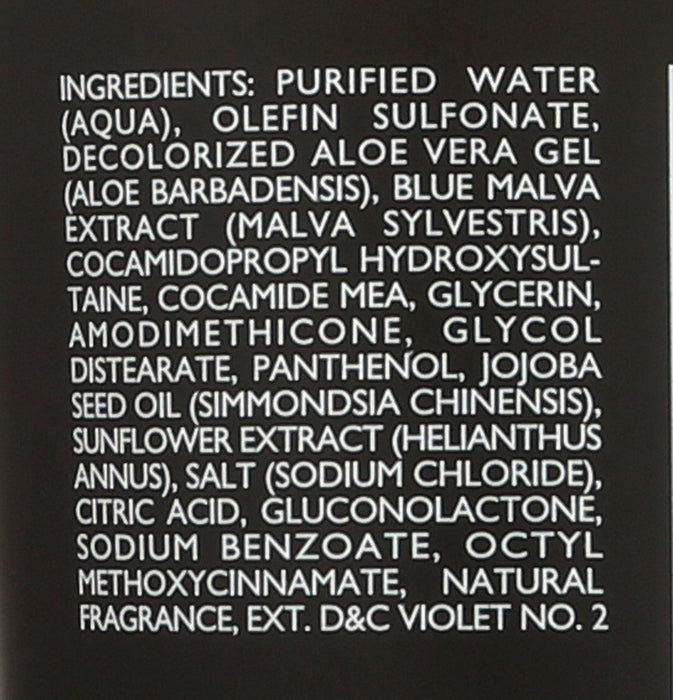 INGREDIENTS: PURIFIED WATER
(AQUA), OLEFIN SULFONATE,
DECOLORIZED ALOE VERA GEL
(ALOE BARBADENSIS), BLUE MALVA
EXTRACT (MALVA SYLVESTRIS),
COCAMIDOPROPYL HYDROXYSUL-
TAINE, COCAMIDE MEA, GLYCERIN,
AMODIMETHICONE, GLYCOL
DISTEARATE, PANTHENOL, JOJOBA
SEED OIL (SIMMONDSIA CHINENSIS),
SUNFLOWER EXTRACT (HELIANTHUS
ANNUS), SALT (SODIUM CHLORIDE),
CITRIC ACID, GLUCONOLACTONE,
SODIUM BENZOATE, OCTYL
METHOXYCINNAMATE, NATURAL
FRAGRANCE, EXT. D&C VIOLET NO. 2